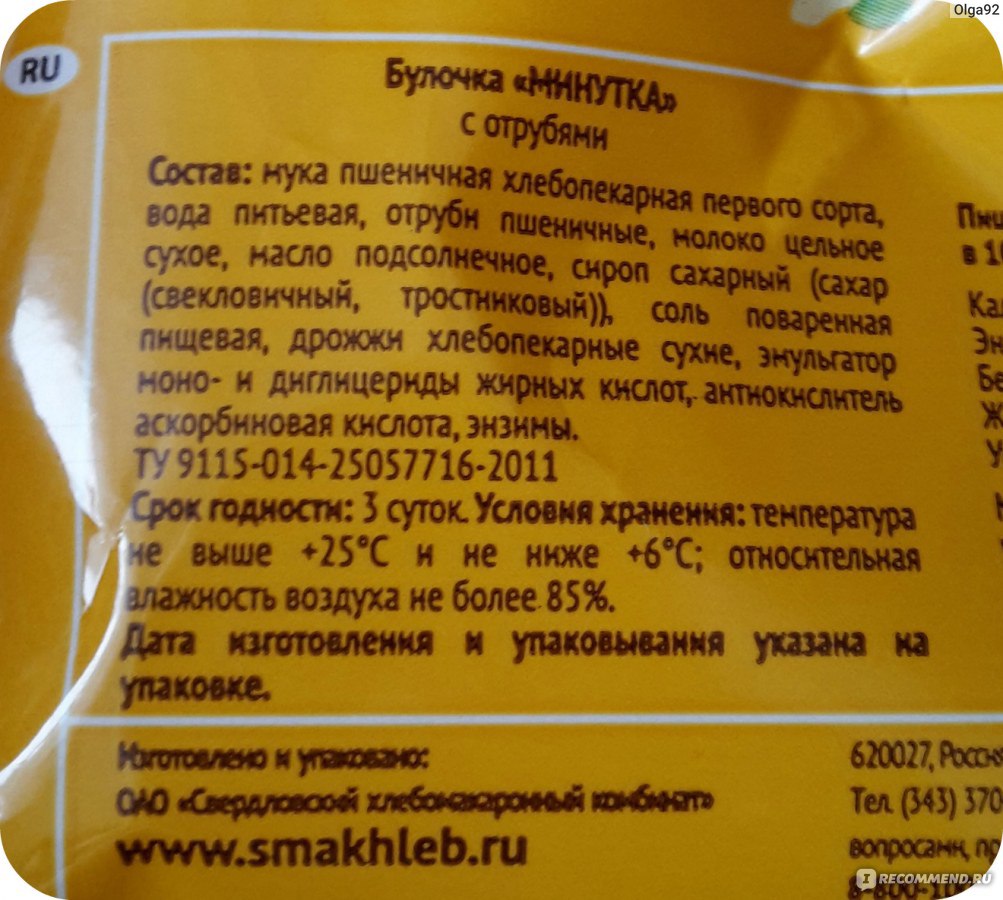 Olga92
RU
Булочка «МИНУТКА»
с отрубями
Состав: мука пшеничная хлебопекарная первого сорта,
вода питьевая, отруби пшеничные, молоко цельное
сухое, масло подсолнечное, сироп сахарный (сахар
(свекловичный, тростниковый)), соль поваренная
пищевая, дрожжи хлебопекарные сухие, эмульгатор
моно- и диглицериды жирных кислот, антиокислитель
аскорбиновая кислота, энзимы.
ТУ 9115-014-25057716-2011
Срок годности: 3 суток. Условия хранения: температура
не выше +25°С и не ниже +6°С; относительная
влажность воздуха не более 85%.
Дата изготовления и упаковывания указана на
упаковке.
Изготовлено и упаковано:
ОАО «Свердловский хлебомакаронный комбинат»
www.smakhleb.ru
в
620027,
Тел. (343) 370
вопросами,
IRECOMMEND.RU